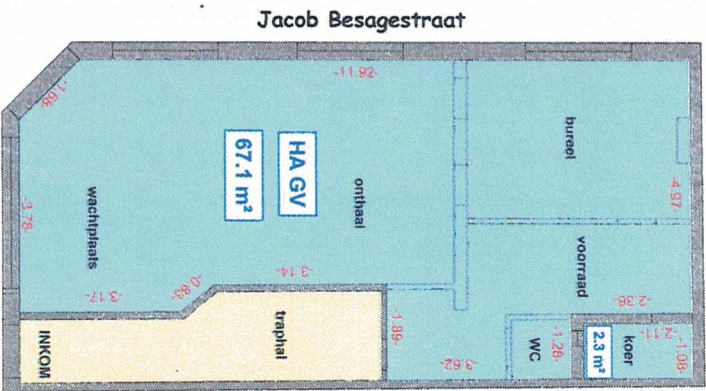 Jacob Besagestraat
-11.92-
-1.68-
bureel
-4.97-
HA GV
67.1 m²
onthaal
wachtplaats
-3.78-
voorraad
-2.36-
-3.17-
-0.83-
-3.14-
-1.89-
traphal
INKOM
-3.62-
WC
-1.28-
2.3 m²
koer
-2.11-
-1.08-